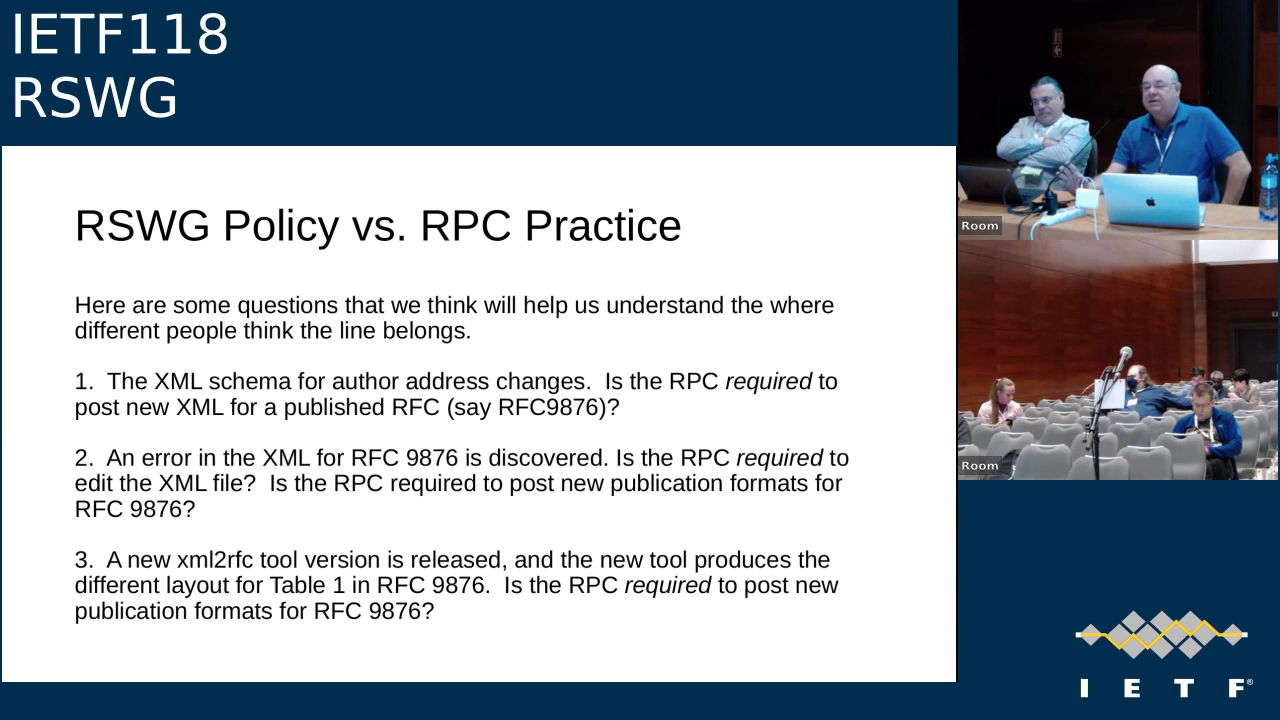 IETF118
RSWG
RSWG Policy vs. RPC Practice
Here are some questions that we think will help us understand the where
different people think the line belongs.
1.  The XML schema for author address changes.  Is the RPC required to
post new XML for a published RFC (say RFC9876)?
2.  An error in the XML for RFC 9876 is discovered. Is the RPC required to
edit the XML file?  Is the RPC required to post new publication formats for
RFC 9876?
3.  A new xml2rfc tool version is released, and the new tool produces the
different layout for Table 1 in RFC 9876.  Is the RPC required to post new
publication formats for RFC 9876?
Room
Room
I E T F®